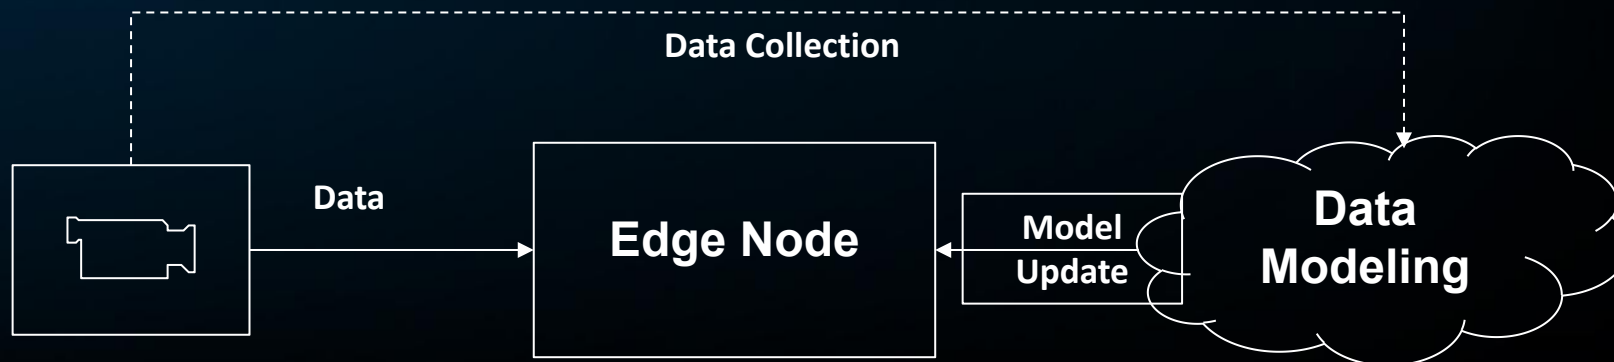 Data Collection
Data
Edge Node
Model
Update
Data
Modeling